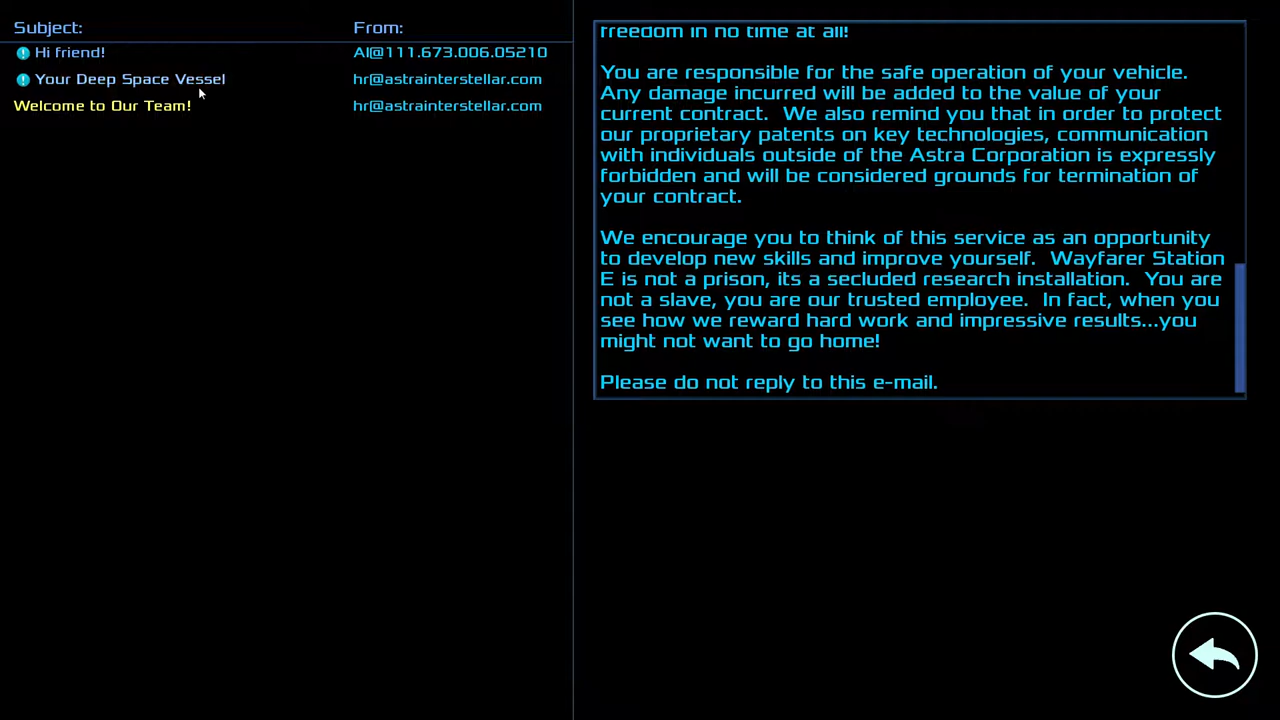 Subject: From:
Hi friend! AI@111.673.006.05210
Your Deep Space Vessel hr@astrainterstellar.com
Welcome to Our Team! hr@astrainterstellar.com
freedom in no time at all!
You are responsible for the safe operation of your vehicle.
Any damage incurred will be added to the value of your
current contract. We also remind you that in order to protect
our proprietary patents on key technologies, communication
with individuals outside of the Astra Corporation is expressly
forbidden and will be considered grounds for termination of
your contract.
We encourage you to think of this service as an opportunity
to develop new skills and improve yourself. Wayfarer Station
E is not a prison, its a secluded research installation. You are
not a slave, you are our trusted employee. In fact, when you
see how we reward hard work and impressive results...you
might not want to go home!
Please do not reply to this e-mail.